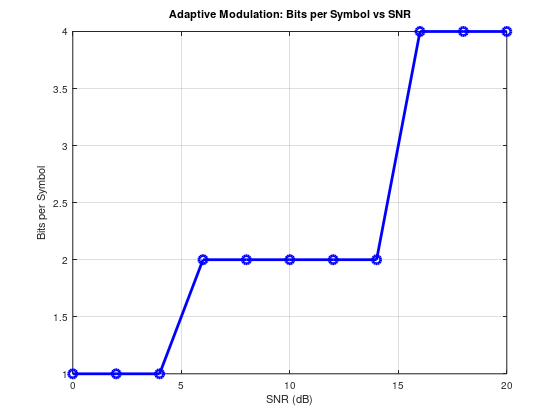 Adaptive Modulation: Bits per Symbol vs SNR
4
3.5
3
2.5
2
1.5
1
Bits per Symbol
0 5 10 15 20
SNR (dB)